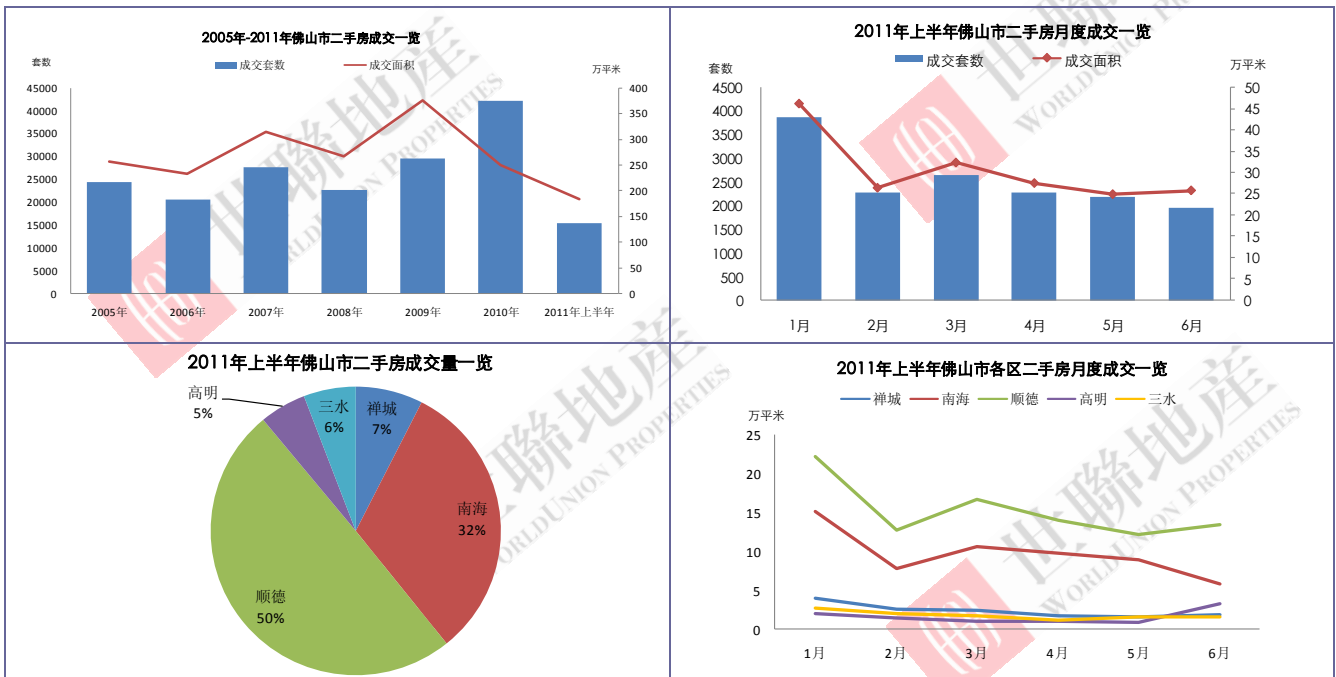 2005年-2011年佛山市二手房成交一览
套数
成交套数 成交面积
万平米
45000
40000
35000
30000
25000
20000
15000
10000
5000
0
400
350
300
250
200
150
100
50
0
2005年 2006年 2007年 2008年 2009年 2010年 2011年上半年
2011年上半年佛山市二手房月度成交一览
套数
成交套数 成交面积
万平米
4500
4000
3500
3000
2500
2000
1500
1000
500
0
50
45
40
35
30
25
20
15
10
5
0
1月 2月 3月 4月 5月 6月
2011年上半年佛山市二手房成交量一览
高明
5%
三水
6%
禅城
7%
南海
32%
顺德
50%
2011年上半年佛山市各区二手房月度成交一览
禅城 南海 顺德 高明 三水
万平米
25
20
15
10
5
0
1月 2月 3月 4月 5月 6月
世聯地産
WORLDUNION PROPERTIES